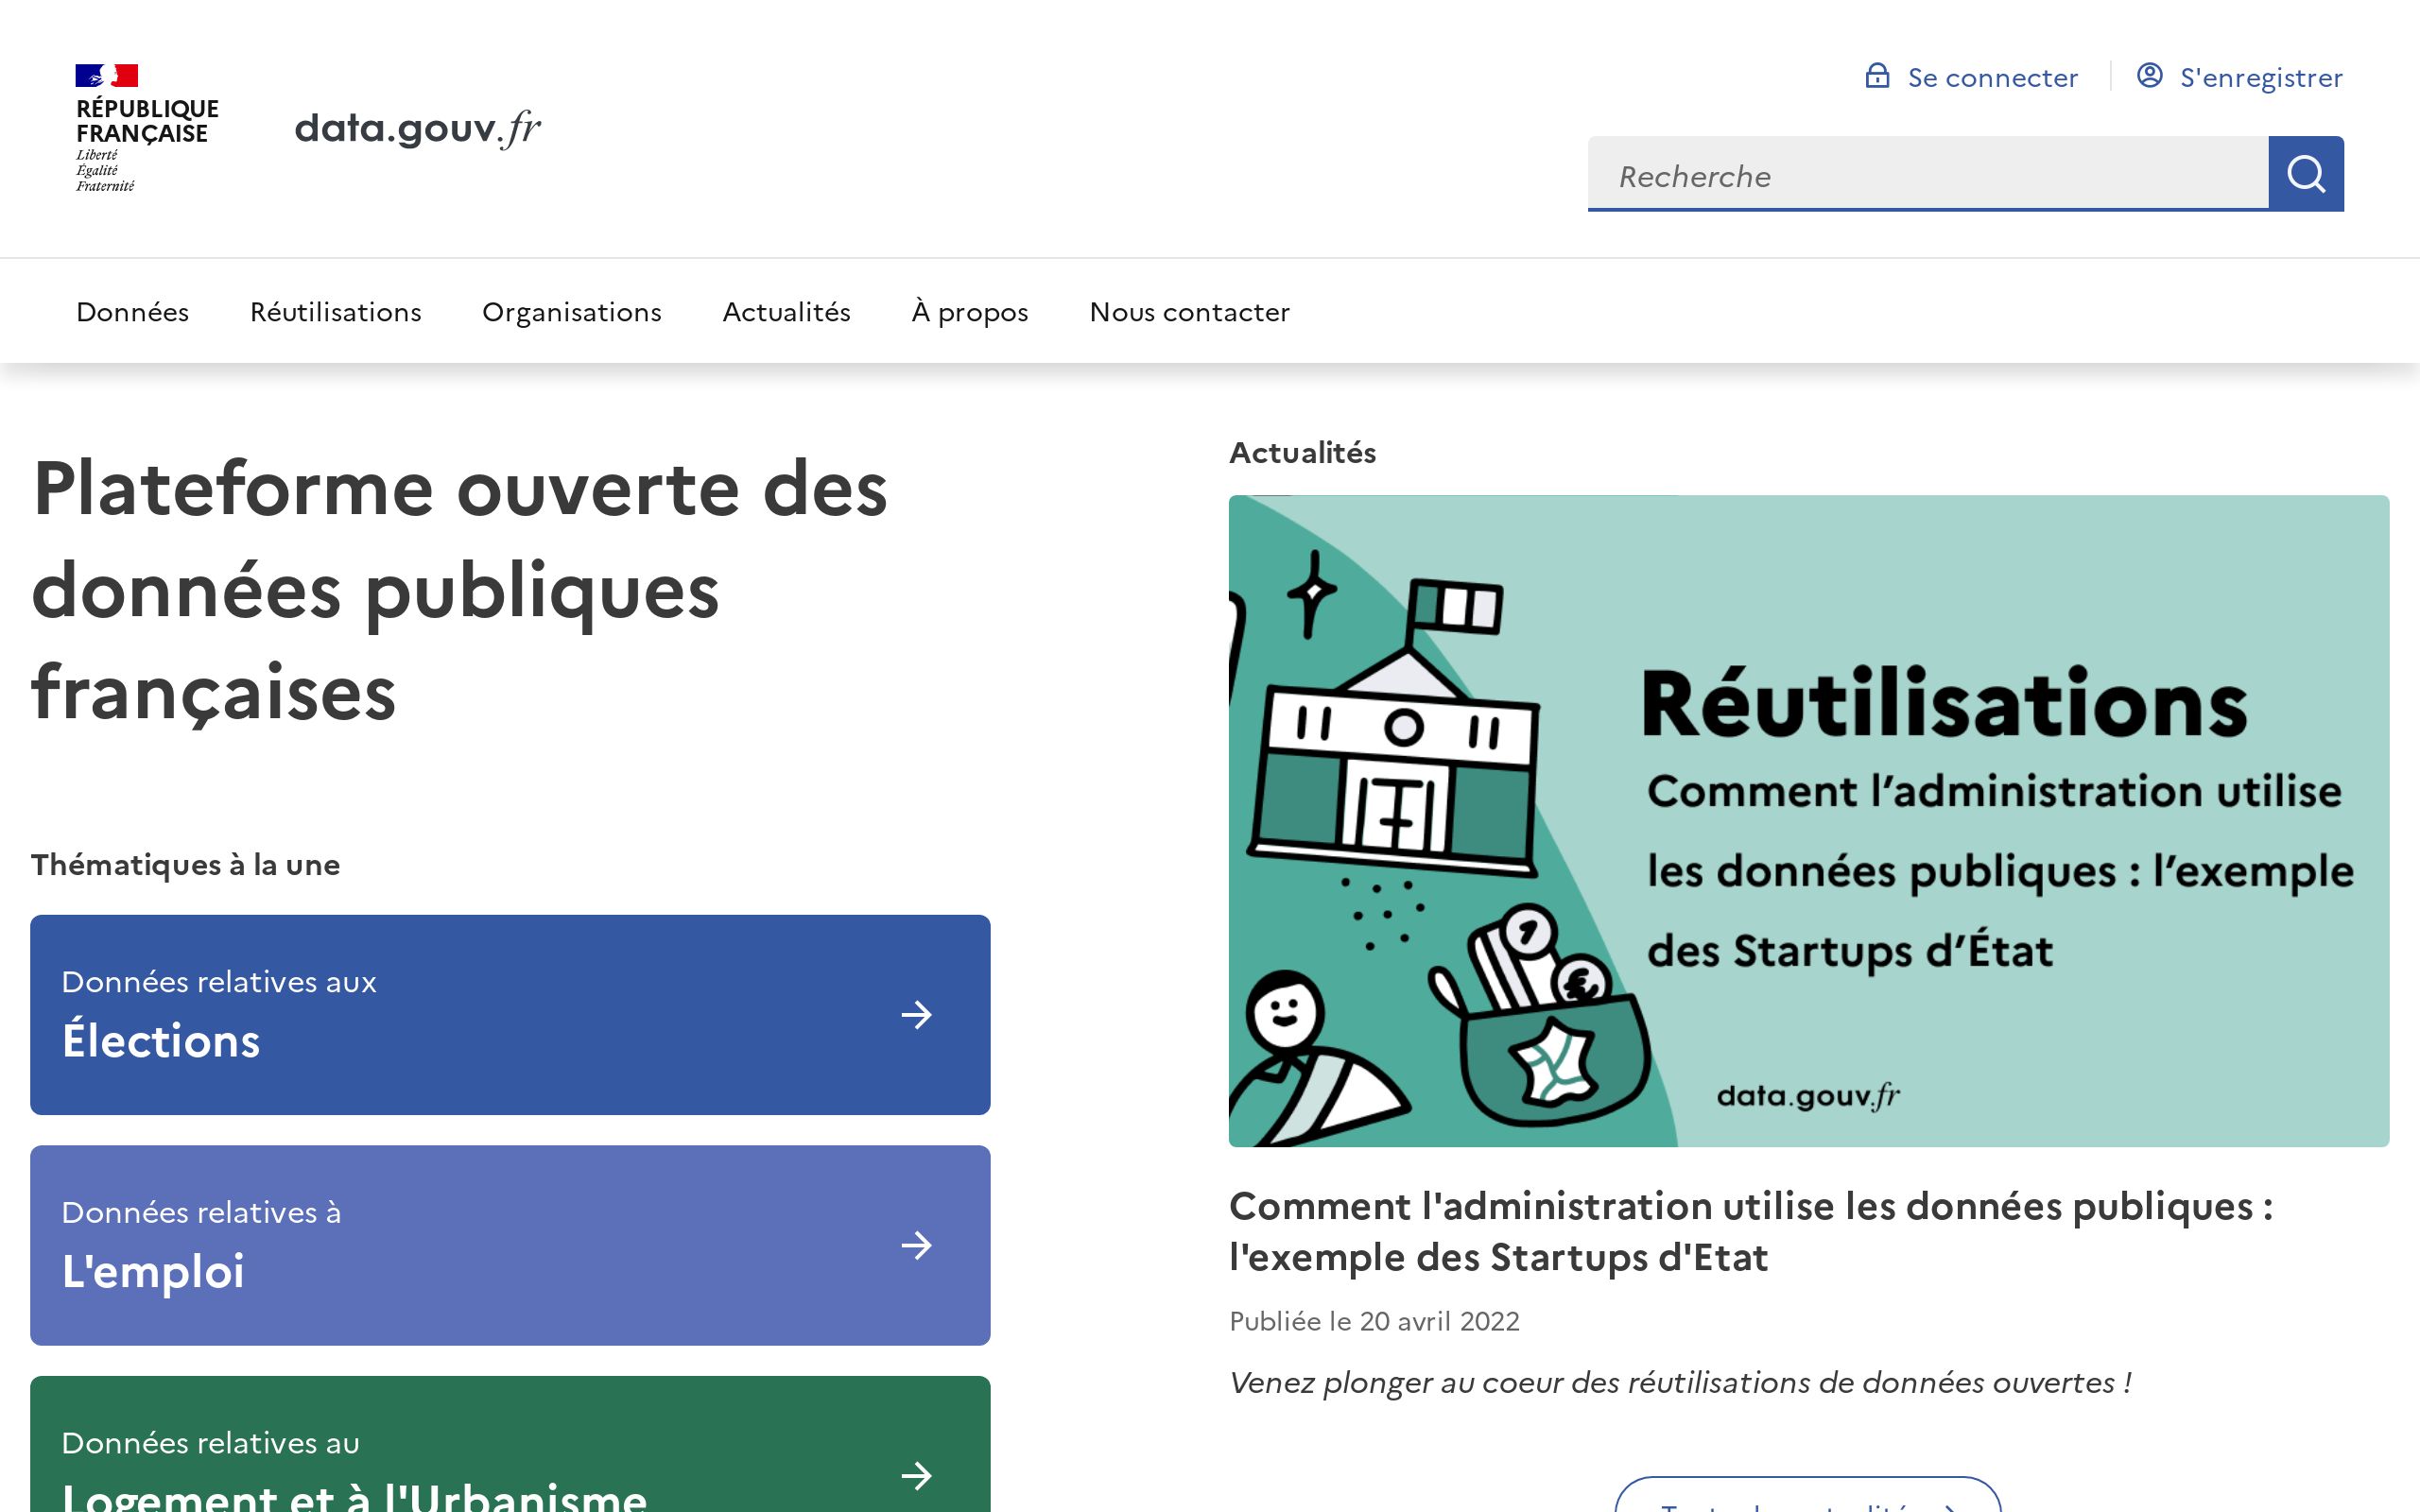 RÉPUBLIQUE
FRANÇAISE
Liberté
Égalité
Fraternité
data.gouv.fr
Se connecter
S'enregistrer
Recherche
Données
Réutilisations
Organisations
Actualités
À propos
Nous contacter
Plateforme ouverte des
données publiques
françaises
Thématiques à la une
Données relatives aux
Élections
Données relatives à
L'emploi
Données relatives au
Logement et à l'Urbanisme
Actualités
Réutilisations
Comment l’administration utilise
les données publiques : l’exemple
des Startups d’État
data.gouv.fr
Comment l'administration utilise les données publiques :
l'exemple des Startups d'Etat
Publiée le 20 avril 2022
Venez plonger au coeur des réutilisations de données ouvertes !